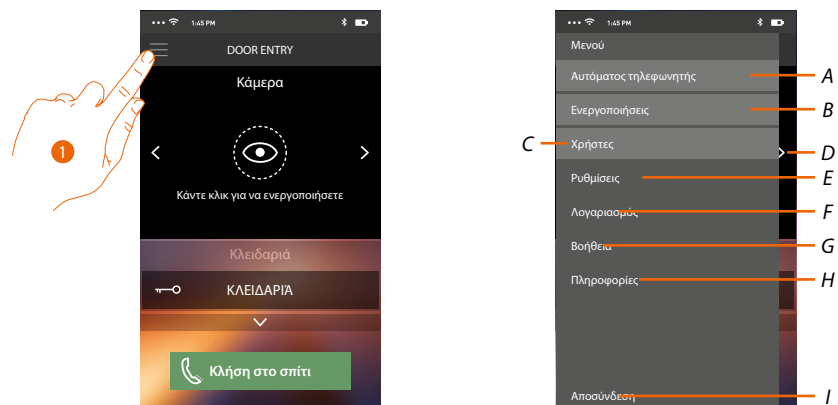 1:45 PM
DOOR ENTRY
Κάμερα
Κάντε κλικ για να ενεργοποιήσετε
Κλειδαριά
ΚΛΕΙΔΑΡΙΆ
Κλήση στο σπίτι
1
1:45 PM
Μενού
Αυτόματος τηλεφωνητής
A
Ενεργοποιήσεις
B
C
Χρήστες
D
Ρυθμίσεις
E
Λογαριασμός
F
Βοήθεια
G
Πληροφορίες
H
Αποσύνδεση
I